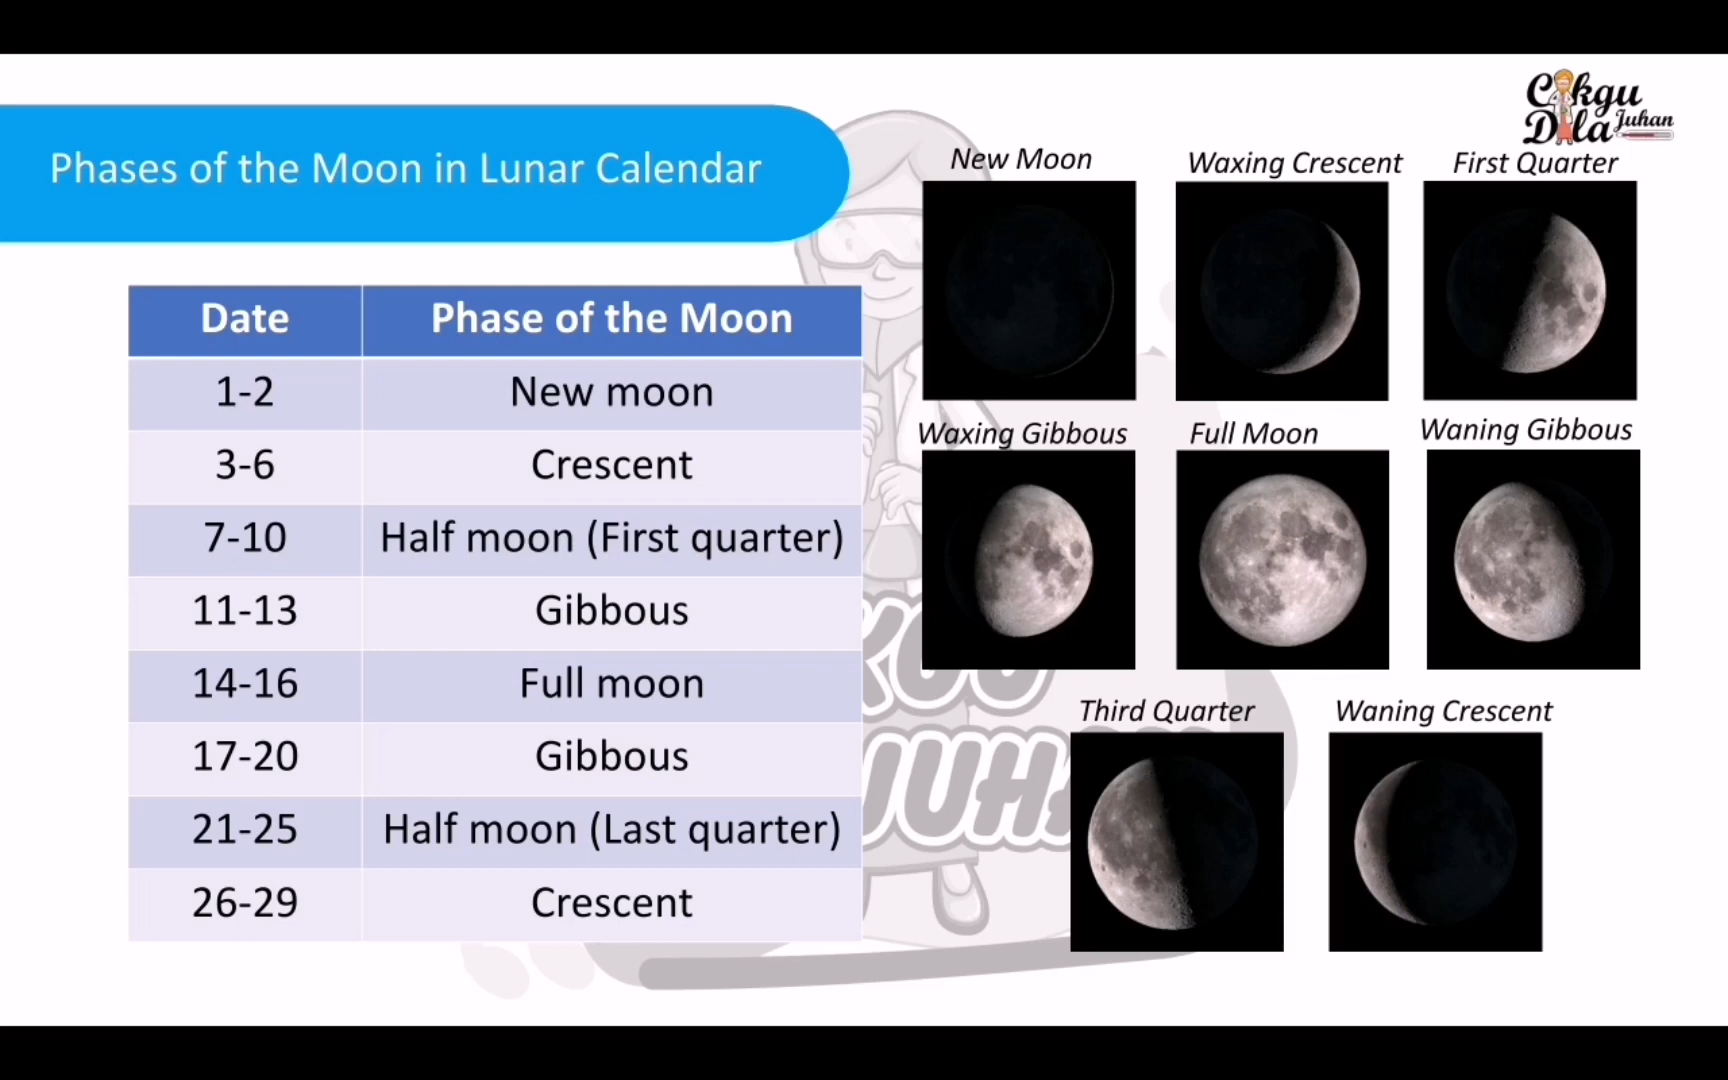 Cikgu
Dila Juhan
Phases of the Moon in Lunar Calendar
Date Phase of the Moon
1-2 New moon
3-6 Crescent
7-10 Half moon (First quarter)
11-13 Gibbous
14-16 Full moon
17-20 Gibbous
21-25 Half moon (Last quarter)
26-29 Crescent
New Moon Waxing Crescent First Quarter
Waxing Gibbous Full Moon Waning Gibbous
Third Quarter Waning Crescent